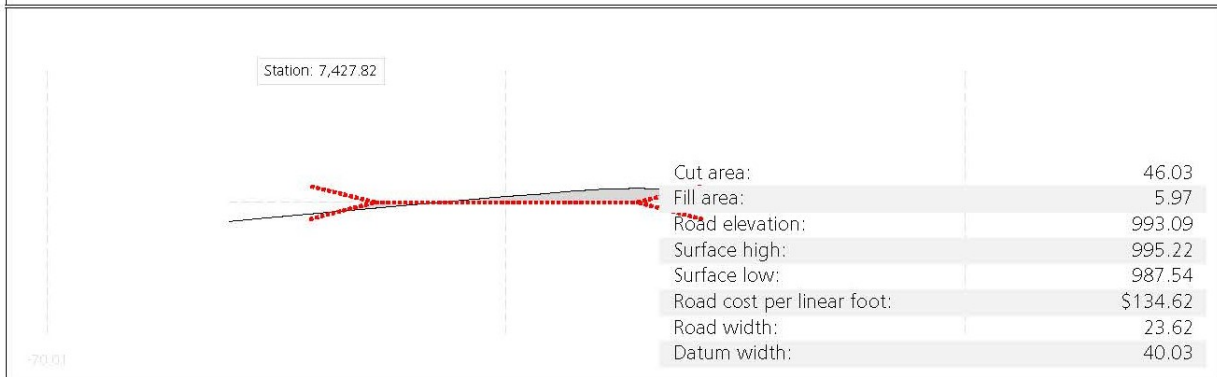 Station: 7,427.82
Cut area: 46.03
Fill area: 5.97
Road elevation: 993.09
Surface high: 995.22
Surface low: 987.54
Road cost per linear foot: $134.62
Road width: 23.62
Datum width: 40.03
-70.01